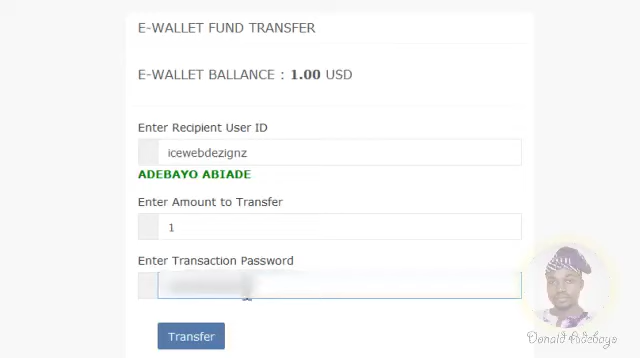 E-WALLET FUND TRANSFER
E-WALLET BALLANCE : 1.00 USD
Enter Recipient User ID
icewebdezignz
ADEBAYO ABIADE
Enter Amount to Transfer
1
Enter Transaction Password
Transfer
Donald Adebayo